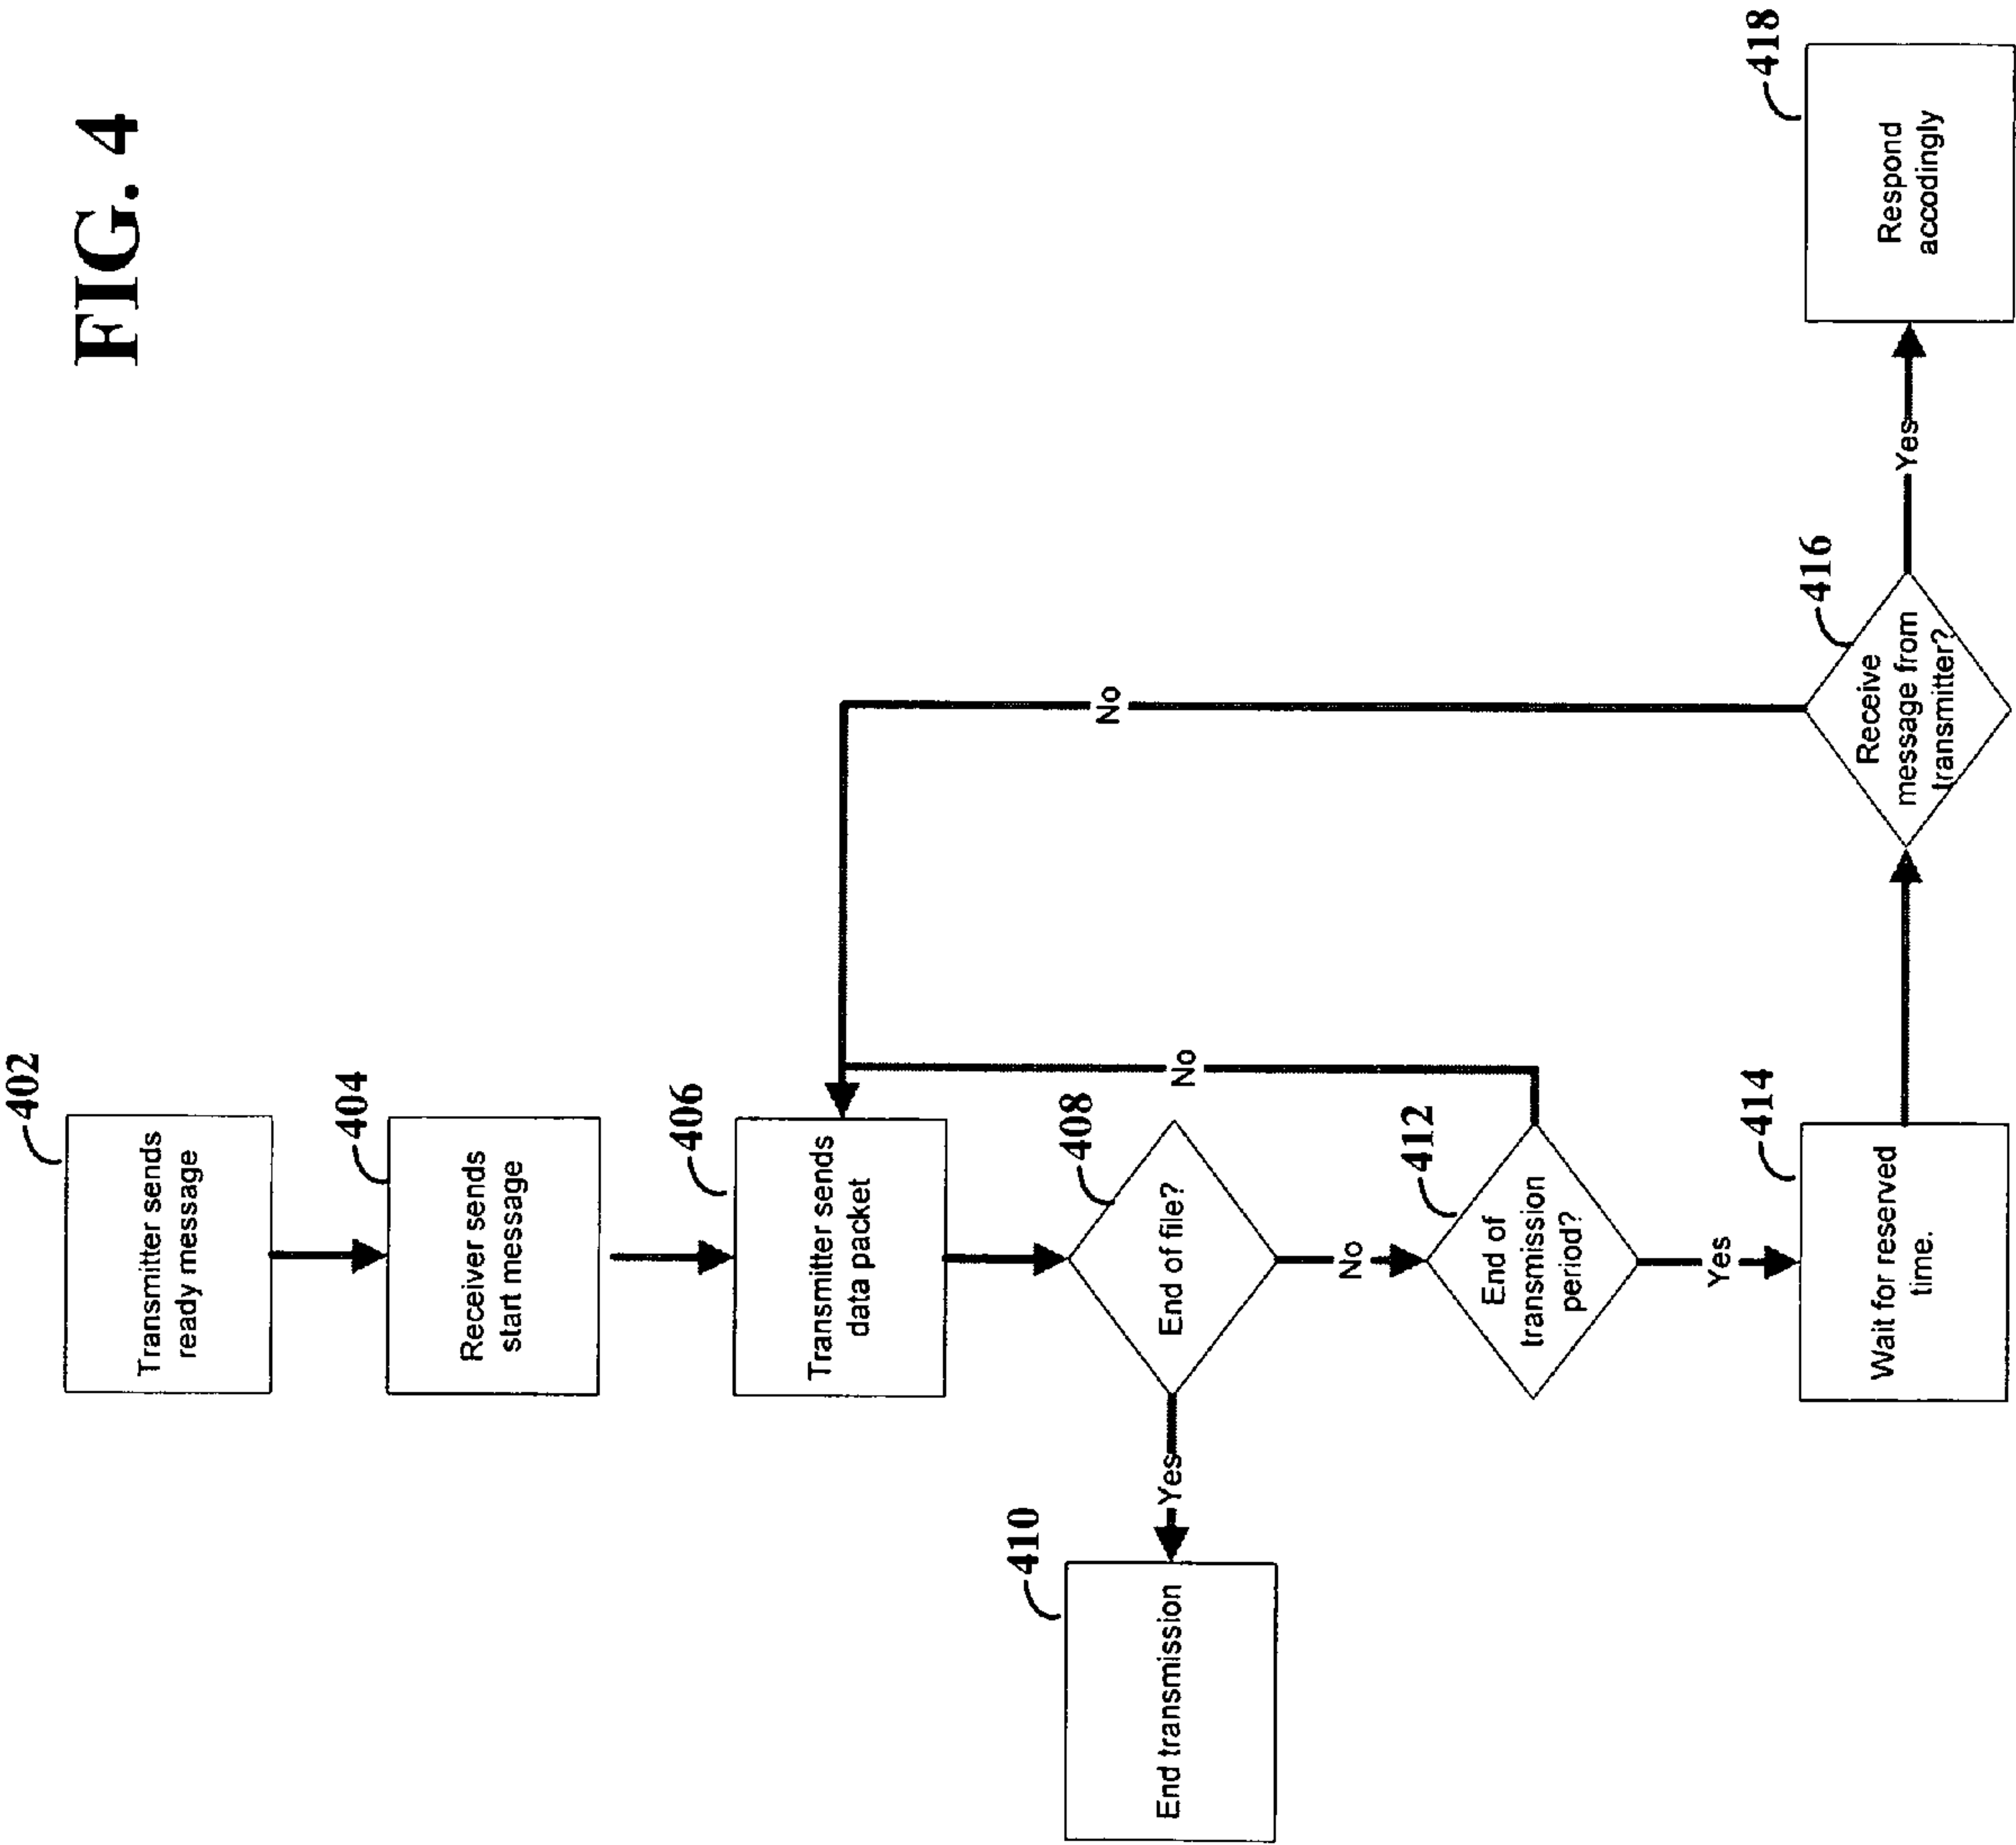 FIG. 4
402
Transmitter sends
ready message
404
Receiver sends
start message
406
Transmitter sends
data packet
408
End of file?
Yes
410
End transmission
No
412
End of
transmission
period?
No
Yes
414
Wait for reserved
time.
416
Receive
message from
transmitter?
No
Yes
418
Respond
accodingly